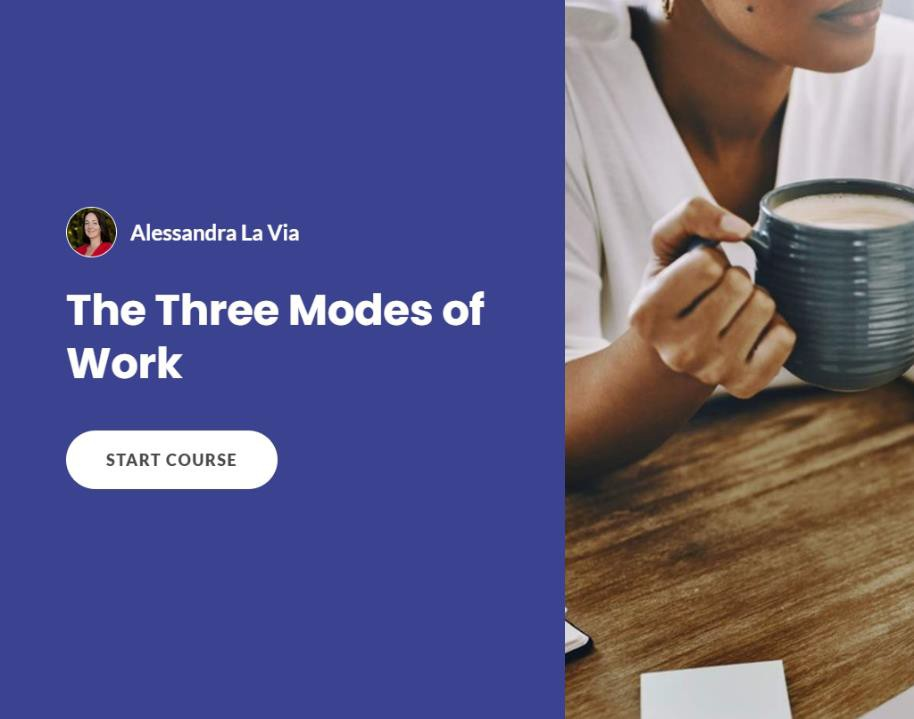 Alessandra La Via
The Three Modes of
Work
START COURSE